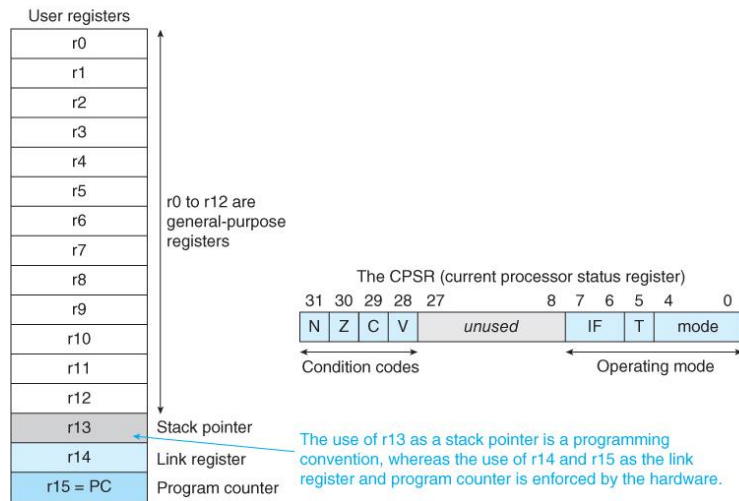 User registers
r0
r1
r2
r3
r4
r5
r6
r7
r8
r9
r10
r11
r12
r13
r14
r15 = PC
r0 to r12 are
general-purpose
registers
Stack pointer
Link register
Program counter
The CPSR (current processor status register)
31 30 29 28 27 8 7 6 5 4 0
N Z C V unused IF T mode
Condition codes Operating mode
The use of r13 as a stack pointer is a programming
convention, whereas the use of r14 and r15 as the link
register and program counter is enforced by the hardware.